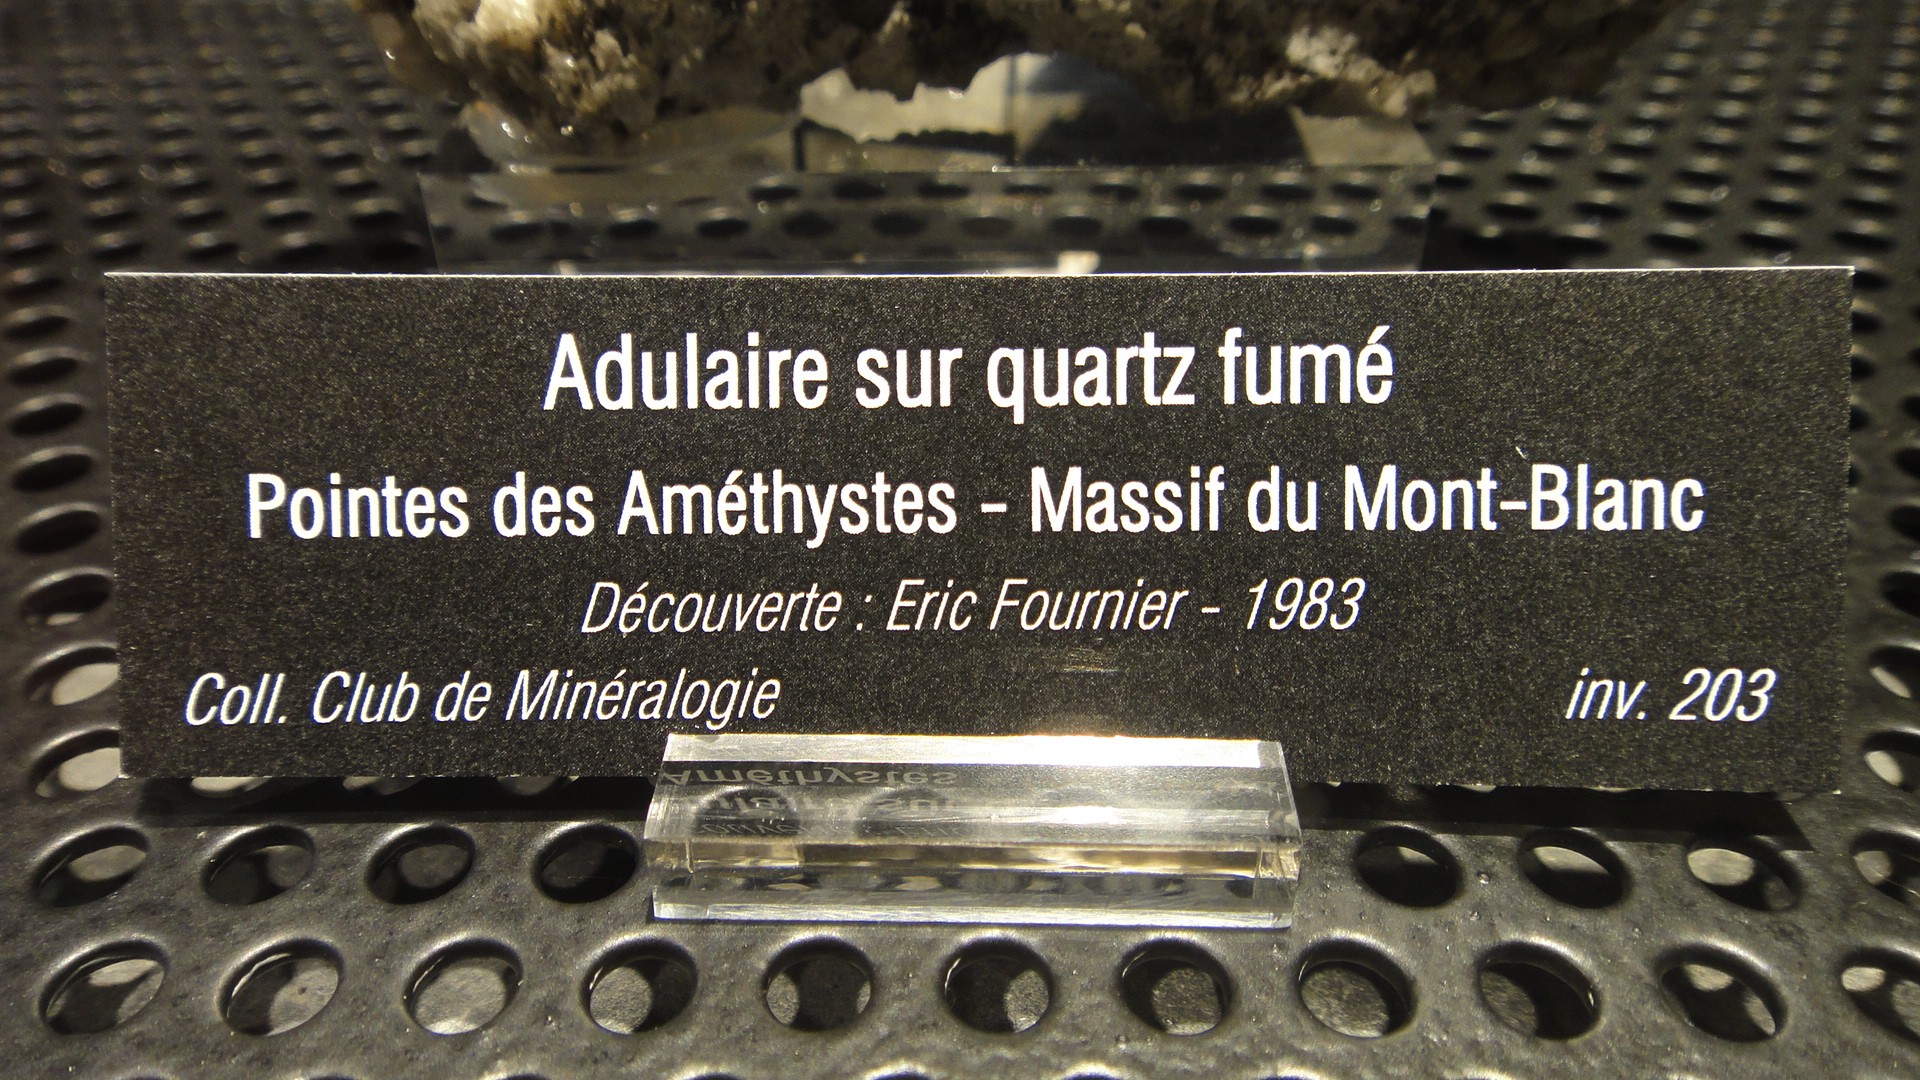 Adulaire sur quartz fumé
Pointes des Améthystes - Massif du Mont-Blanc
Découverte : Eric Fournier - 1983
Coll. Club de Minéralogie
inv. 203